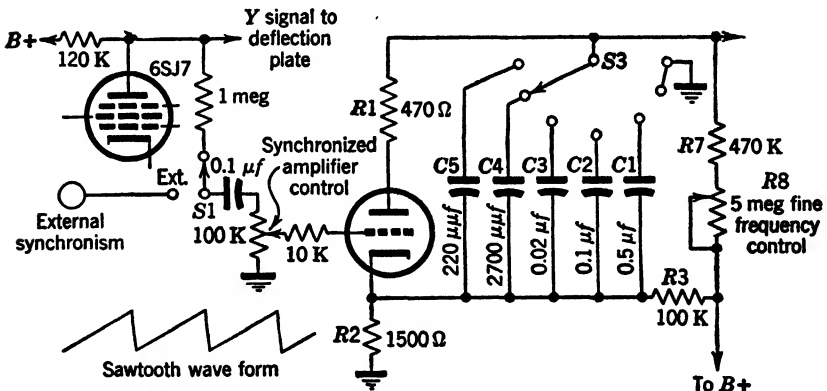 Y signal to
deflection
plate
B+
120 K
6SJ7
1 meg
R1
470 Ω
S3
Synchronized
amplifier
control
0.1 μf
Ext.
S1
External
synchronism
100 K
10 K
C5
C4
C3
C2
C1
220 μμf
2700 μμf
0.02 μf
0.1 μf
0.5 μf
R7
470 K
R8
5 meg fine
frequency
control
R3
100 K
R2
1500 Ω
Sawtooth wave form
To B+